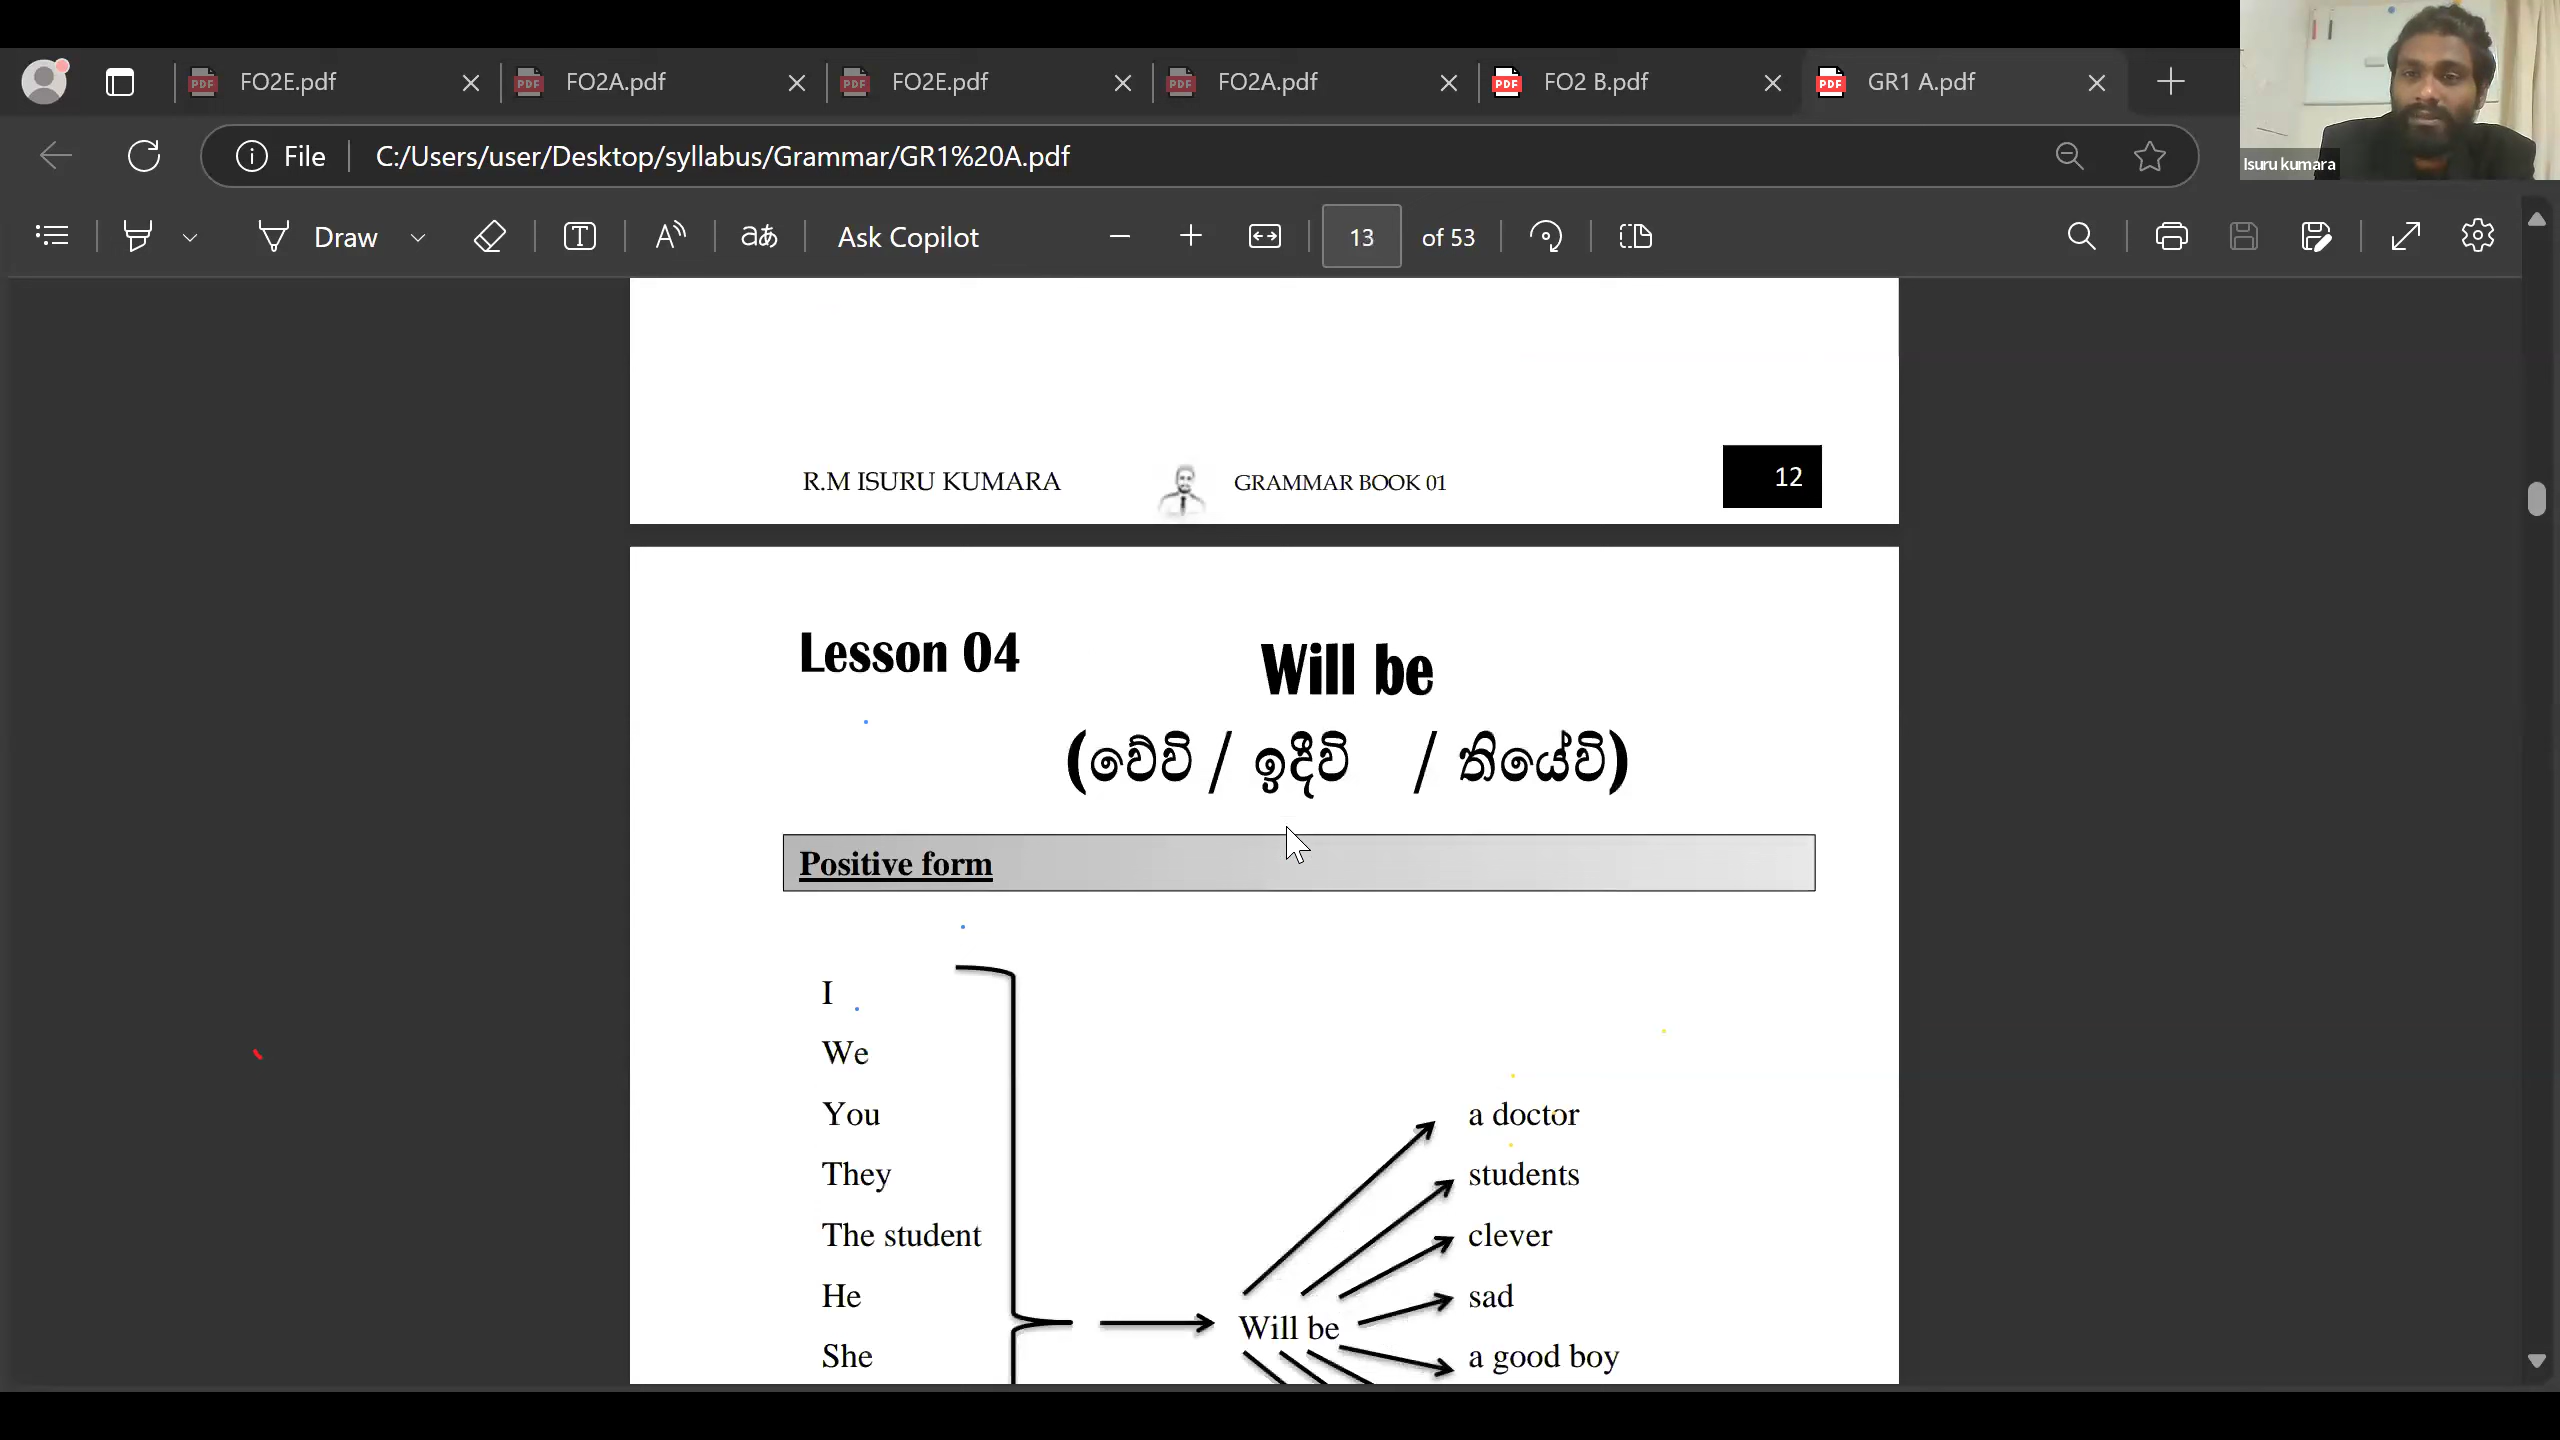 FO2E.pdf FO2A.pdf FO2E.pdf FO2A.pdf FO2 B.pdf GR1 A.pdf
File C:/Users/user/Desktop/syllabus/Grammar/GR1%20A.pdf
Isuru kumara
Draw aあ Ask Copilot 13 of 53
R.M ISURU KUMARA GRAMMAR BOOK 01 12
Lesson 04 Will be
(වේවි / ඉදීවි / තියේවි)
Positive form
I
We
You a doctor
They students
The student clever
He sad
Will be
She a good boy